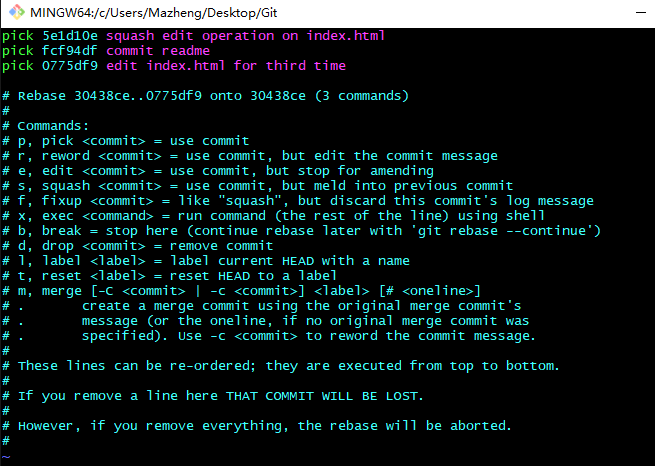 MINGW64:/c/Users/Mazheng/Desktop/Git
pick 5e1d10e squash edit operation on index.html
pick fcf94df commit readme
pick 0775df9 edit index.html for third time

# Rebase 30438ce..0775df9 onto 30438ce (3 commands)
#
# Commands:
# p, pick <commit> = use commit
# r, reword <commit> = use commit, but edit the commit message
# e, edit <commit> = use commit, but stop for amending
# s, squash <commit> = use commit, but meld into previous commit
# f, fixup <commit> = like "squash", but discard this commit's log message
# x, exec <command> = run command (the rest of the line) using shell
# b, break = stop here (continue rebase later with 'git rebase --continue')
# d, drop <commit> = remove commit
# l, label <label> = label current HEAD with a name
# t, reset <label> = reset HEAD to a label
# m, merge [-C <commit> | -c <commit>] <label> [# <oneline>]
# .       create a merge commit using the original merge commit's
# .       message (or the oneline, if no original merge commit was
# .       specified). Use -c <commit> to reword the commit message.
#
# These lines can be re-ordered; they are executed from top to bottom.
#
# If you remove a line here THAT COMMIT WILL BE LOST.
#
# However, if you remove everything, the rebase will be aborted.
#
~